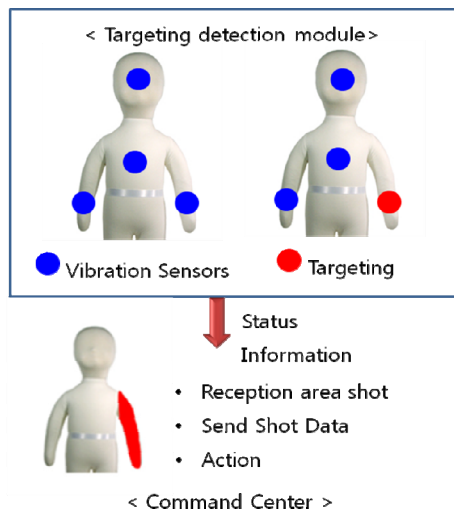 < Targeting detection module>
Vibration Sensors
Targeting
Status
Information
• Reception area shot
• Send Shot Data
• Action
< Command Center >